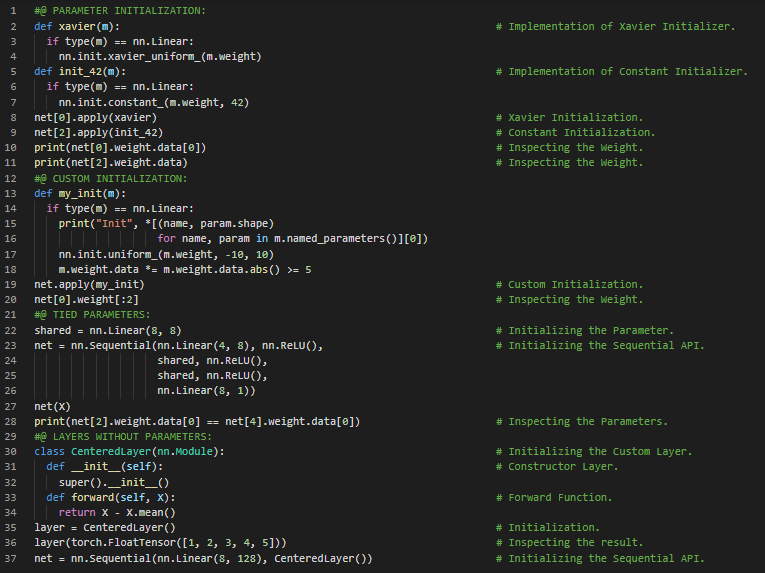 1 #@ PARAMETER INITIALIZATION:
2 def xavier(m): # Implementation of Xavier Initializer.
3 if type(m) == nn.Linear:
4 nn.init.xavier_uniform_(m.weight)
5 def init_42(m): # Implementation of Constant Initializer.
6 if type(m) == nn.Linear:
7 nn.init.constant_(m.weight, 42)
8 net[0].apply(xavier) # Xavier Initialization.
9 net[2].apply(init_42) # Constant Initialization.
10 print(net[0].weight.data[0]) # Inspecting the Weight.
11 print(net[2].weight.data) # Inspecting the Weight.
12 #@ CUSTOM INITIALIZATION:
13 def my_init(m):
14 if type(m) == nn.Linear:
15 print("Init", *[(name, param.shape)
16 for name, param in m.named_parameters()][0])
17 nn.init.uniform_(m.weight, -10, 10)
18 m.weight.data *= m.weight.data.abs() >= 5
19 net.apply(my_init) # Custom Initialization.
20 net[0].weight[:2] # Inspecting the Weight.
21 #@ TIED PARAMETERS:
22 shared = nn.Linear(8, 8) # Initializing the Parameter.
23 net = nn.Sequential(nn.Linear(4, 8), nn.ReLU(), # Initializing the Sequential API.
24 shared, nn.ReLU(),
25 shared, nn.ReLU(),
26 nn.Linear(8, 1))
27 net(X)
28 print(net[2].weight.data[0] == net[4].weight.data[0]) # Inspecting the Parameters.
29 #@ LAYERS WITHOUT PARAMETERS:
30 class CenteredLayer(nn.Module): # Initializing the Custom Layer.
31 def __init__(self): # Constructor Layer.
32 super().__init__()
33 def forward(self, X): # Forward Function.
34 return X - X.mean()
35 layer = CenteredLayer() # Initialization.
36 layer(torch.FloatTensor([1, 2, 3, 4, 5])) # Inspecting the result.
37 net = nn.Sequential(nn.Linear(8, 128), CenteredLayer()) # Initializing the Sequential API.